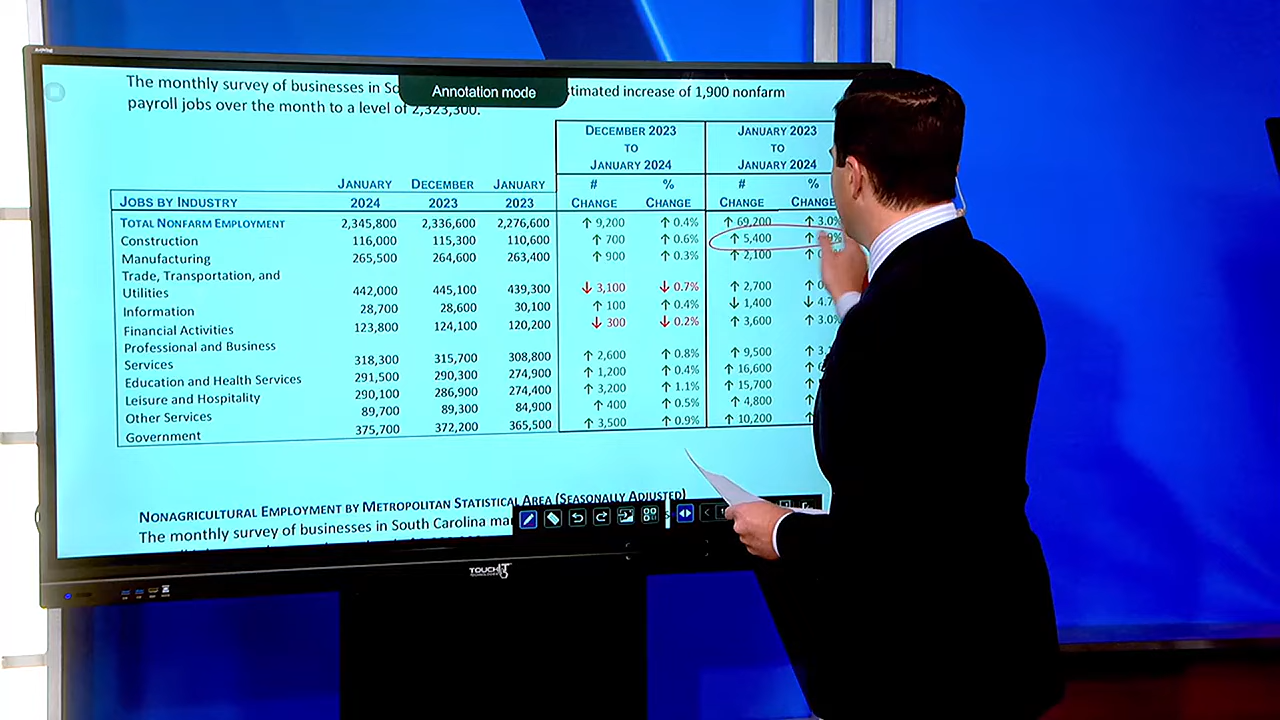 The monthly survey of businesses in
Annotation mode
estimated increase of 1,900 nonfarm
payroll jobs over the month to a level of 2,323,300.
DECEMBER 2023 TO JANUARY 2024
JANUARY 2023 TO JANUARY 2024
JOBS BY INDUSTRY JANUARY 2024 DECEMBER 2023 JANUARY 2023 # CHANGE % CHANGE # CHANGE % CHANGE
TOTAL NONFARM EMPLOYMENT 2,345,800 2,336,600 2,276,600 ↑ 9,200 ↑ 0.4% ↑ 69,200 ↑ 3.0%
Construction 116,000 115,300 110,600 ↑ 700 ↑ 0.6% ↑ 5,400 ↑
Manufacturing 265,500 264,600 263,400 ↑ 900 ↑ 0.3% ↑ 2,100 ↑
Trade, Transportation, and
Utilities 442,000 445,100 439,300 ↓ 3,100 ↓ 0.7% ↑ 2,700 ↑
Information 28,700 28,600 30,100 ↑ 100 ↑ 0.4% ↓ 1,400 ↓ 4.7
Financial Activities 123,800 124,100 120,200 ↓ 300 ↓ 0.2% ↑ 3,600 ↑ 3.0%
Professional and Business
Services 318,300 315,700 308,800 ↑ 2,600 ↑ 0.8% ↑ 9,500 ↑
Education and Health Services 291,500 290,300 274,900 ↑ 1,200 ↑ 0.4% ↑ 16,600 ↑
Leisure and Hospitality 290,100 286,900 274,400 ↑ 3,200 ↑ 1.1% ↑ 15,700 ↑
Other Services 89,700 89,300 84,900 ↑ 400 ↑ 0.5% ↑ 4,800 ↑
Government 375,700 372,200 365,500 ↑ 3,500 ↑ 0.9% ↑ 10,200 ↑
NONAGRICULTURAL EMPLOYMENT BY METROPOLITAN STATISTICAL AREA (SEASONALLY ADJUSTED)
The monthly survey of businesses in South Carolina
TOUCHIT
TECHNOLOGIES